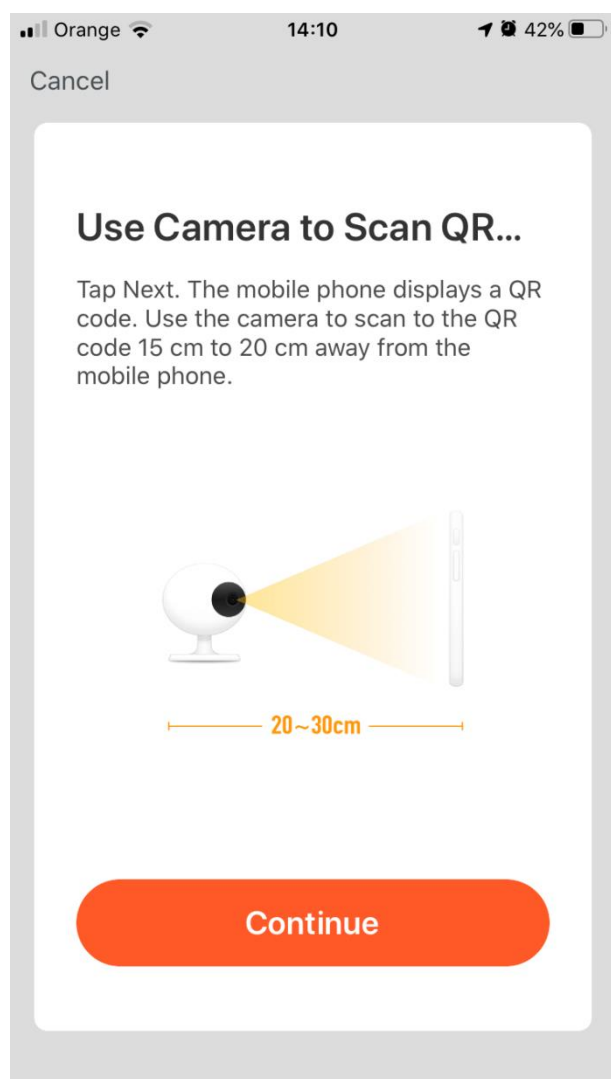 Orange 14:10 42%
Cancel
Use Camera to Scan QR...
Tap Next. The mobile phone displays a QR
code. Use the camera to scan to the QR
code 15 cm to 20 cm away from the
mobile phone.
20~30cm
Continue